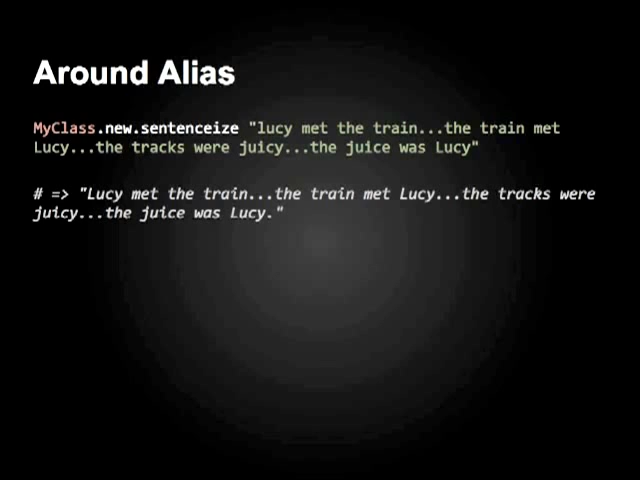 Around Alias
MyClass.new.sentenceize "lucy met the train...the train met
Lucy...the tracks were juicy...the juice was Lucy"
# => "Lucy met the train...the train met Lucy...the tracks were
juicy...the juice was Lucy."